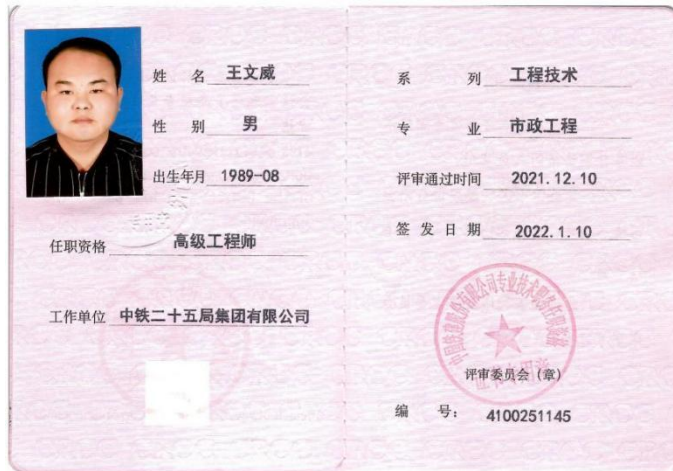 姓 名 王文威
性 别 男
出生年月 1989-08
任职资格 高级工程师
工作单位 中铁二十五局集团有限公司
系 列 工程技术
专 业 市政工程
评审通过时间 2021.12.10
签 发 日 期 2022.1.10
评审委员会（章）
编 号： 4100251145